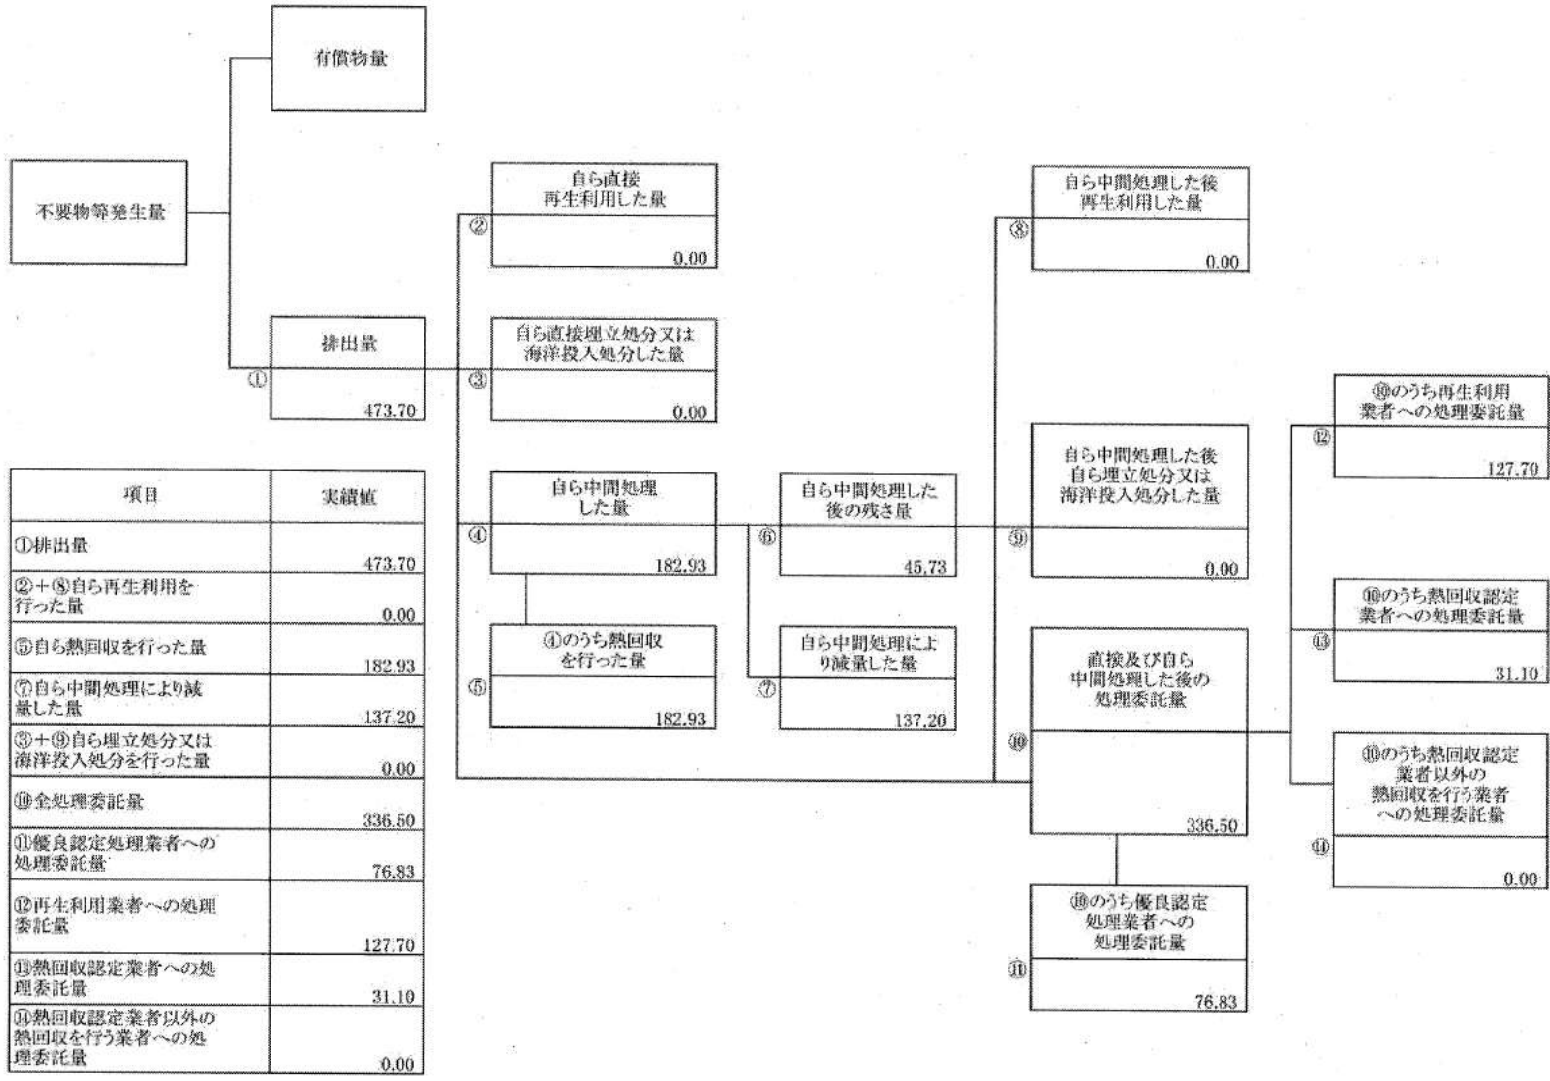 有償物量
不要物等発生量
排出量
①
473.70
自ら直接
再生利用した量
②
0.00
自ら直接埋立処分又は
海洋投入処分した量
③
0.00
自ら中間処理
した量
④
182.93
④のうち熱回収
を行った量
⑤
182.93
自ら中間処理した
後の残さ量
⑥
45.73
自ら中間処理によ
り減量した量
⑦
137.20
自ら中間処理した後
再生利用した量
⑧
0.00
自ら中間処理した後
自ら埋立処分又は
海洋投入処分した量
⑨
0.00
直接及び自ら
中間処理した後の
処理委託量
⑩
336.50
⑩のうち優良認定
処理業者への
処理委託量
⑪
76.83
⑩のうち再生利用
業者への処理委託量
⑫
127.70
⑩のうち熱回収認定
業者への処理委託量
⑬
31.10
⑩のうち熱回収認定
業者以外の
熱回収を行う業者
への処理委託量
⑭
0.00
項目 実績値
①排出量
473.70
②+⑧自ら再生利用を
行った量
0.00
⑤自ら熱回収を行った量
182.93
⑦自ら中間処理により減
量した量
137.20
③+⑨自ら埋立処分又は
海洋投入処分を行った量
0.00
⑩全処理委託量
336.50
⑪優良認定処理業者への
処理委託量
76.83
⑫再生利用業者への処理
委託量
127.70
⑬熱回収認定業者への処
理委託量
31.10
⑭熱回収認定業者以外の
熱回収を行う業者への処
理委託量
0.00